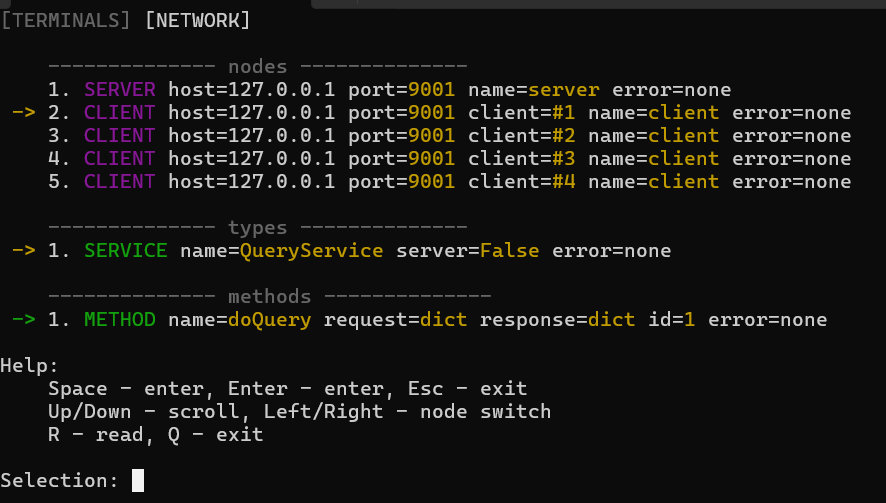 [TERMINALS] [NETWORK]
-------------- nodes --------------
1. SERVER host=127.0.0.1 port=9001 name=server error=none
-> 2. CLIENT host=127.0.0.1 port=9001 client=#1 name=client error=none
3. CLIENT host=127.0.0.1 port=9001 client=#2 name=client error=none
4. CLIENT host=127.0.0.1 port=9001 client=#3 name=client error=none
5. CLIENT host=127.0.0.1 port=9001 client=#4 name=client error=none
-------------- types --------------
-> 1. SERVICE name=QueryService server=False error=none
-------------- methods --------------
-> 1. METHOD name=doQuery request=dict response=dict id=1 error=none
Help:
Space - enter, Enter - enter, Esc - exit
Up/Down - scroll, Left/Right - node switch
R - read, Q - exit
Selection: